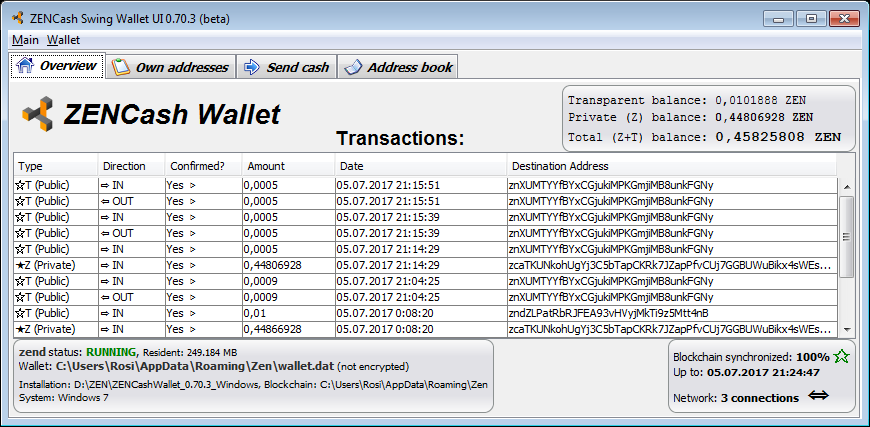 ZENCash Swing Wallet UI 0.70.3 (beta)
Main Wallet
Overview Own addresses Send cash Address book
ZENCash Wallet
Transactions:
Transparent balance: 0,0101888 ZEN
Private (Z) balance: 0,44806928 ZEN
Total (Z+T) balance: 0,45825808 ZEN
Type Direction Confirmed? Amount Date Destination Address
☆T (Public) ⇨ IN Yes > 0,0005 05.07.2017 21:15:51 znXUMTYYfBYxCGjukiMPKGmjiMB8unkFGNy
☆T (Public) ⇦ OUT Yes > 0,0005 05.07.2017 21:15:51 znXUMTYYfBYxCGjukiMPKGmjiMB8unkFGNy
☆T (Public) ⇨ IN Yes > 0,0005 05.07.2017 21:15:39 znXUMTYYfBYxCGjukiMPKGmjiMB8unkFGNy
☆T (Public) ⇦ OUT Yes > 0,0005 05.07.2017 21:15:39 znXUMTYYfBYxCGjukiMPKGmjiMB8unkFGNy
☆T (Public) ⇨ IN Yes > 0,0005 05.07.2017 21:14:29 znXUMTYYfBYxCGjukiMPKGmjiMB8unkFGNy
★Z (Private) ⇨ IN Yes > 0,44806928 05.07.2017 21:14:29 zcaTKUNkohUgYj3C5bTapCKRk7JZapPfvCUj7GGBUWuBikx4sWEs...
☆T (Public) ⇨ IN Yes > 0,0009 05.07.2017 21:04:25 znXUMTYYfBYxCGjukiMPKGmjiMB8unkFGNy
☆T (Public) ⇦ OUT Yes > 0,0009 05.07.2017 21:04:25 znXUMTYYfBYxCGjukiMPKGmjiMB8unkFGNy
☆T (Public) ⇨ IN Yes > 0,01 05.07.2017 0:08:20 zndZLPatRbRJFEA93vHVyjMkTi9z5Mtt4nB
★Z (Private) ⇨ IN Yes > 0,44866928 05.07.2017 0:08:20 zcaTKUNkohUgYj3C5bTapCKRk7JZapPfvCUj7GGBUWuBikx4sWEs...
zend status: RUNNING, Resident: 249.184 MB
Wallet: C:\Users\Rosi\AppData\Roaming\Zen\wallet.dat (not encrypted)
Installation: D:\ZEN\ZENCashWallet_0.70.3_Windows, Blockchain: C:\Users\Rosi\AppData\Roaming\Zen
System: Windows 7
Blockchain synchronized: 100%
Up to: 05.07.2017 21:24:47
Network: 3 connections